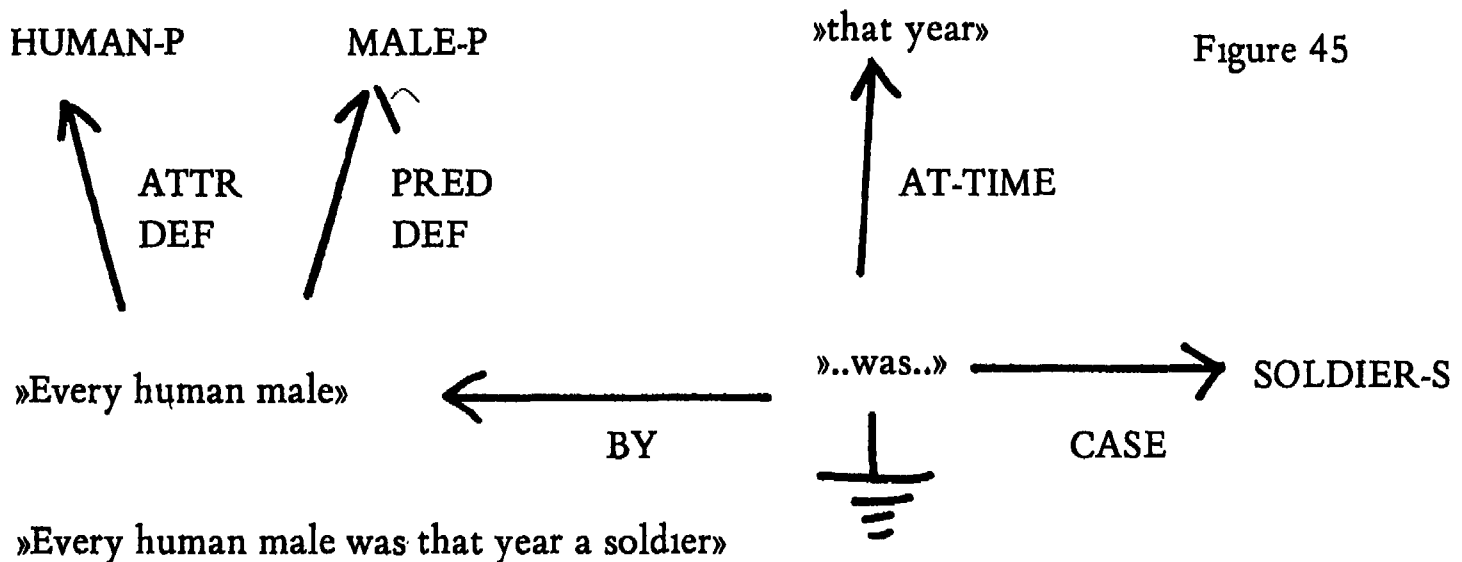 HUMAN-P MALE-P »that year» Figure 45
ATTR PRED AT-TIME
DEF DEF
»Every human male» »..was..» SOLDIER-S
BY CASE
»Every human male was that year a soldier»